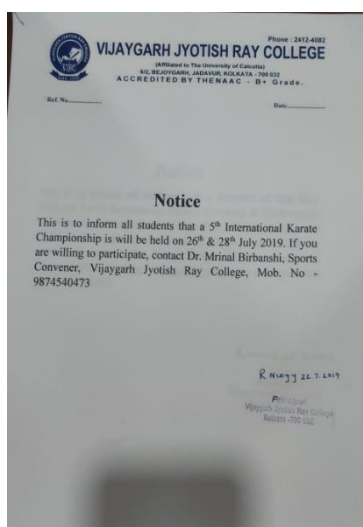 Phone : 2412-4082
VIJAYGARH JYOTISH RAY COLLEGE
(Affiliated to The University of Calcutta)
8/2, BEJOYGARH, JADAVUR, KOLKATA - 700 032
ACCREDITED BY THENAAC - B+ Grade.
Ref. No.
Date
Notice
This is to inform all students that a 5th International Karate
Championship is will be held on 26th & 28th July 2019. If you
are willing to participate, contact Dr. Mrinal Birbanshi, Sports
Convener, Vijaygarh Jyotish Ray College, Mob. No -
9874540473
22.7.2019
Principal
Vijaygarh Jyotish Ray College
Kolkata -700 032